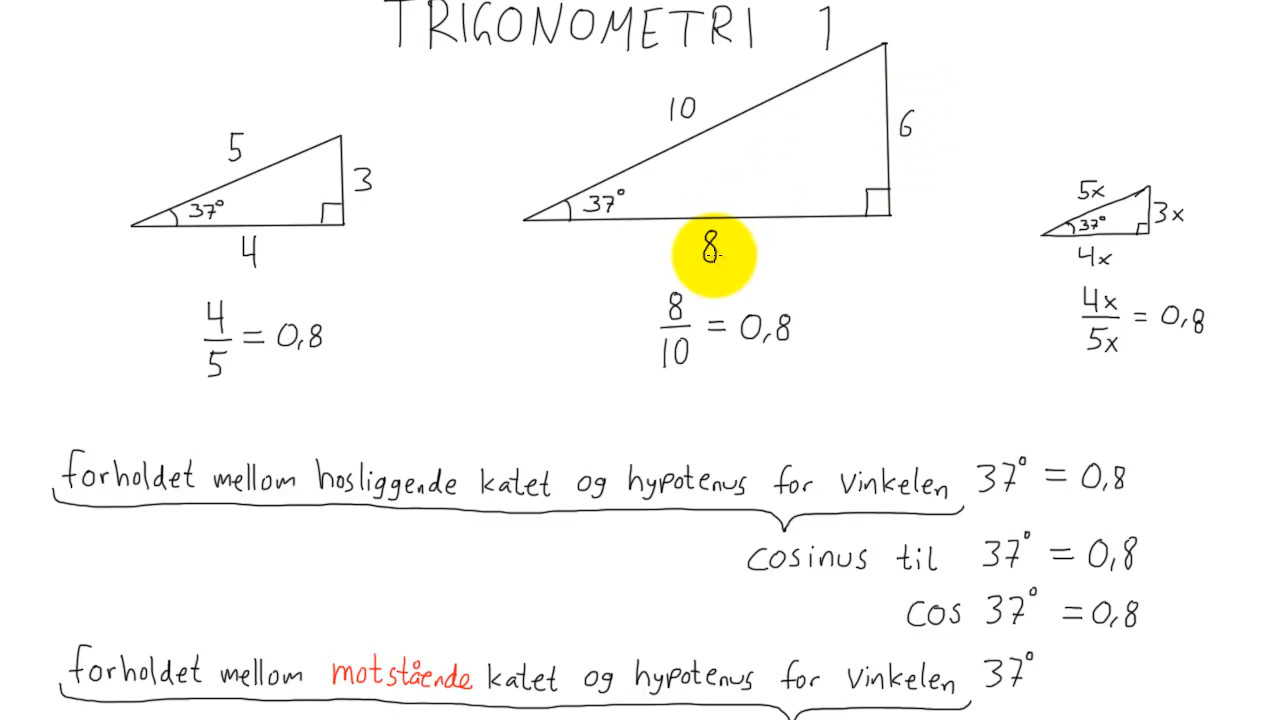 TRIGONOMETRI 1
5
3
37°
4
4/5 = 0,8
10
6
37°
8
8/10 = 0,8
5x
3x
37°
4x
4x/5x = 0,8
forholdet mellom hosliggende katet og hypotenus for vinkelen 37° = 0,8
cosinus til 37° = 0,8
cos 37° = 0,8
forholdet mellom motstående katet og hypotenus for vinkelen 37°